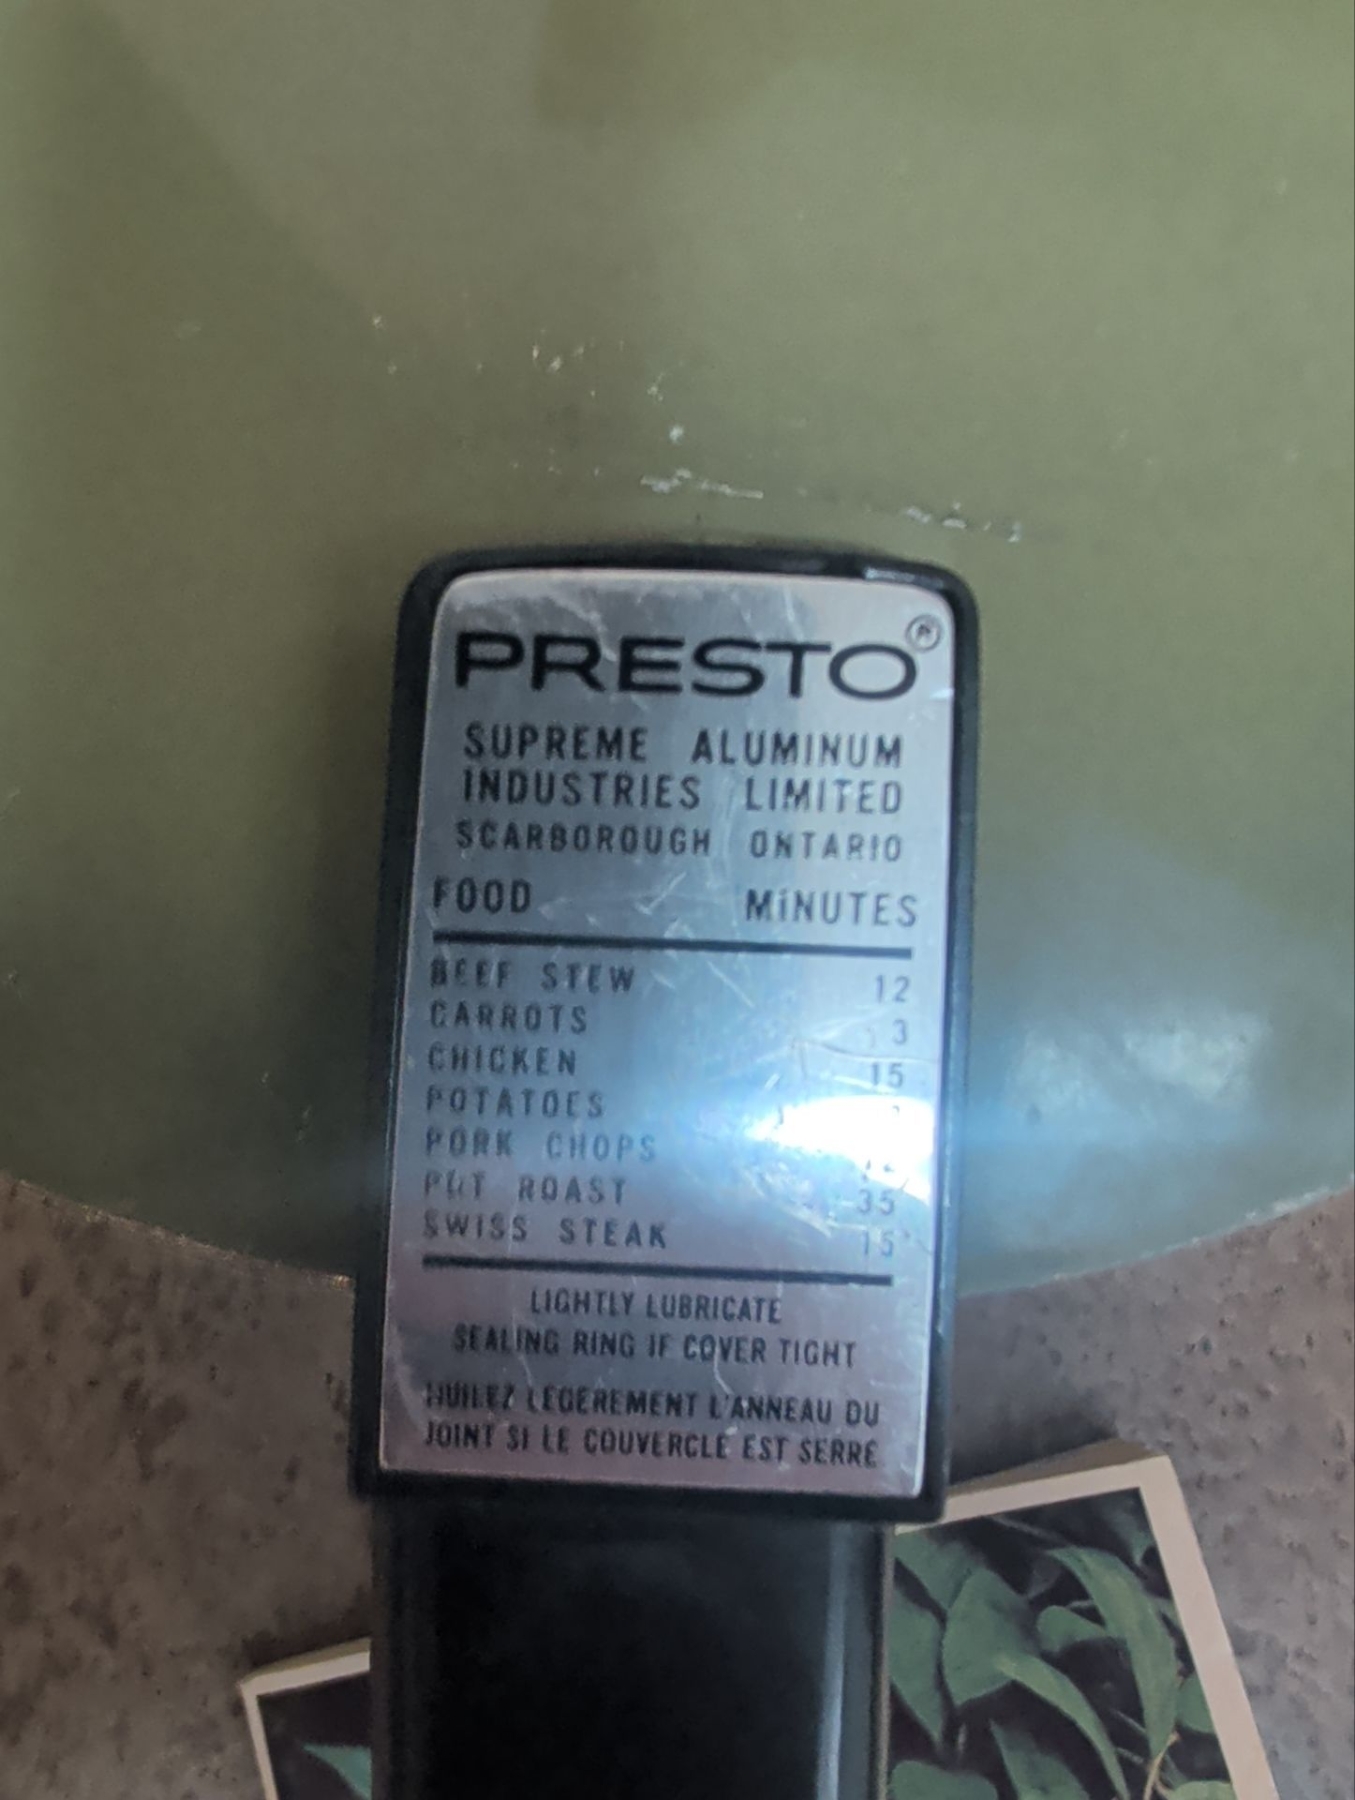 PRESTO®
SUPREME ALUMINUM
INDUSTRIES LIMITED
SCARBOROUGH ONTARIO
FOOD MINUTES
BEEF STEW 12
CARROTS 3
CHICKEN 15
POTATOES
PORK CHOPS
POT ROAST 35
SWISS STEAK 15
LIGHTLY LUBRICATE
SEALING RING IF COVER TIGHT
HUILEZ LEGEREMENT L'ANNEAU DU
JOINT SI LE COUVERCLE EST SERRÉ